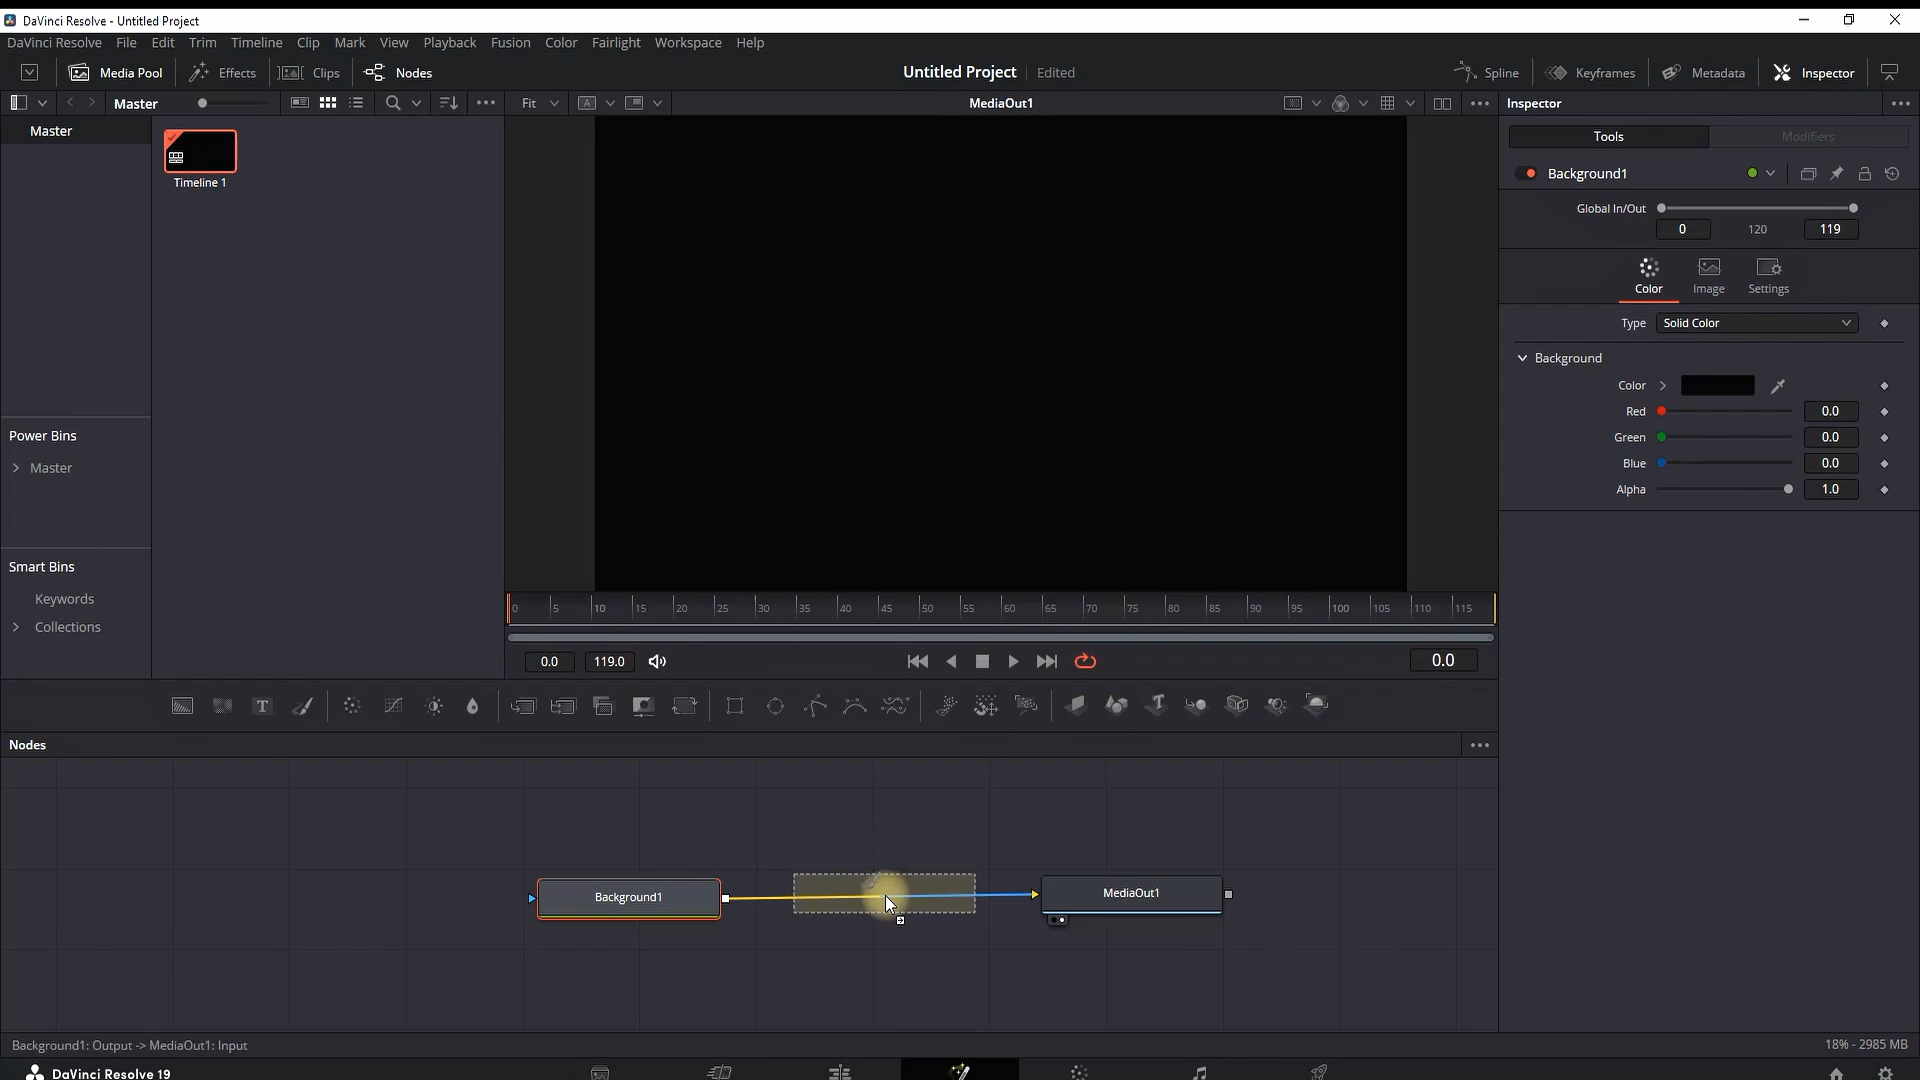 DaVinci Resolve - Untitled Project
DaVinci Resolve File Edit Trim Timeline Clip Mark View Playback Fusion Color Fairlight Workspace Help
Media Pool Effects Clips Nodes Untitled Project Edited Spline Keyframes Metadata Inspector
Master Fit A MediaOut1 Inspector
Master
Timeline 1
Tools Modifiers
Background1
Global In/Out
0 120 119
Color Image Settings
Type Solid Color
Background
Color
Red 0.0
Green 0.0
Blue 0.0
Alpha 1.0
Power Bins
Master
Smart Bins
Keywords
Collections
0 5 10 15 20 25 30 35 40 45 50 55 60 65 70 75 80 85 90 95 100 105 110 115
0.0 119.0 0.0
T T
Nodes
Background1 MediaOut1
Background1: Output -> MediaOut1: Input 18% - 2985 MB
DaVinci Resolve 19